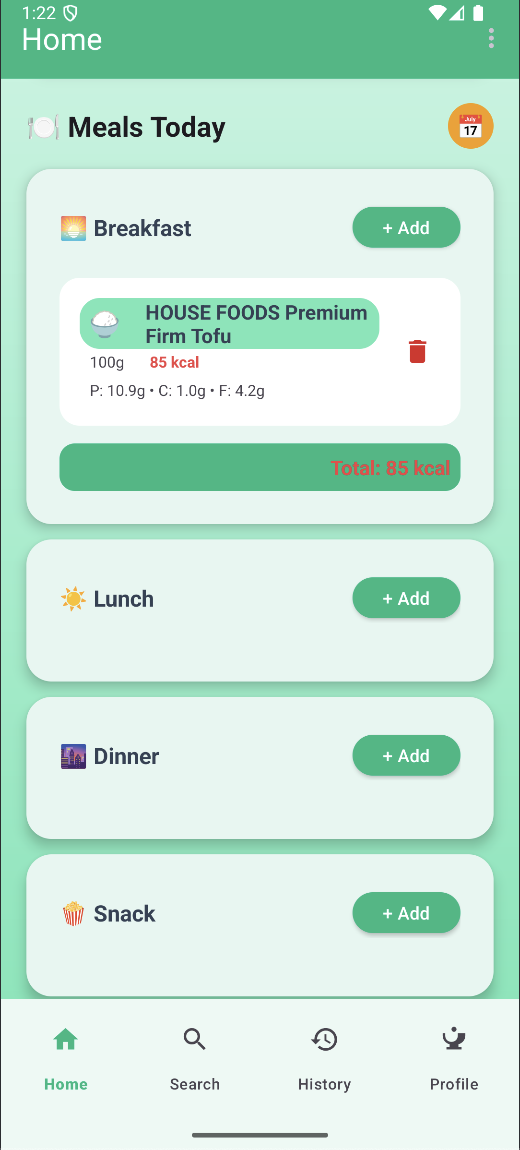 1:22
Home
Meals Today
July
17
Breakfast
+ Add
HOUSE FOODS Premium
Firm Tofu
100g 85 kcal
P: 10.9g • C: 1.0g • F: 4.2g
Total: 85 kcal
Lunch
+ Add
Dinner
+ Add
Snack
+ Add
Home Search History Profile